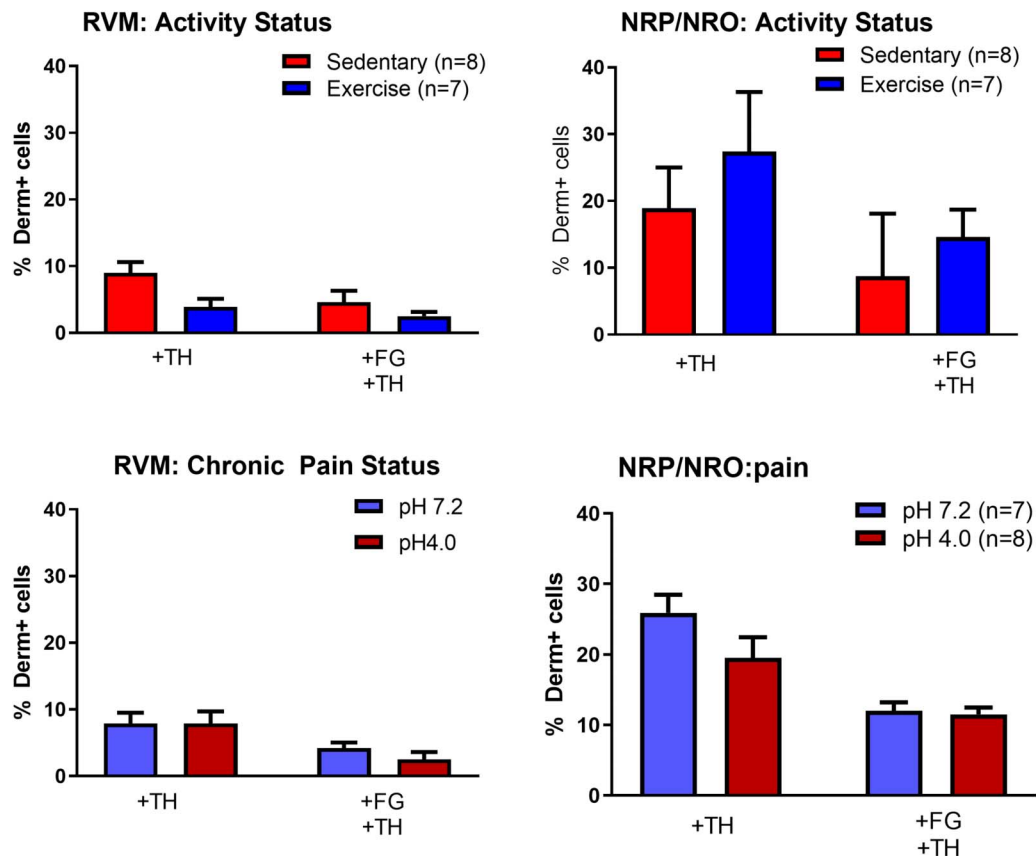 RVM: Activity Status
Sedentary (n=8)
Exercise (n=7)
% Derm+ cells
40
30
20
10
0
+TH
+FG
+TH
NRP/NRO: Activity Status
Sedentary (n=8)
Exercise (n=7)
% Derm+ cells
40
30
20
10
0
+TH
+FG
+TH
RVM: Chronic Pain Status
pH 7.2
pH4.0
% Derm+ cells
40
30
20
10
0
+TH
+FG
+TH
NRP/NRO:pain
pH 7.2 (n=7)
pH 4.0 (n=8)
% Derm+ cells
40
30
20
10
0
+TH
+FG
+TH